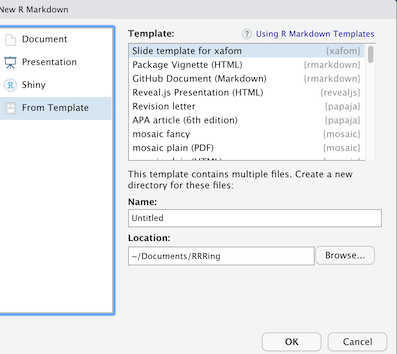 New R Markdown
Document
Presentation
Shiny
From Template
Template:
? Using R Markdown Templates
Slide template for xafom {xafom}
Package Vignette (HTML) {rmarkdown}
GitHub Document (Markdown) {rmarkdown}
Reveal.js Presentation (HTML) {revealjs}
Revision letter {papaja}
APA article (6th edition) {papaja}
mosaic fancy {mosaic}
mosaic plain (PDF) {mosaic}
This template contains multiple files. Create a new
directory for these files:
Name:
Untitled
Location:
~/Documents/RRRing
Browse...
OK
Cancel